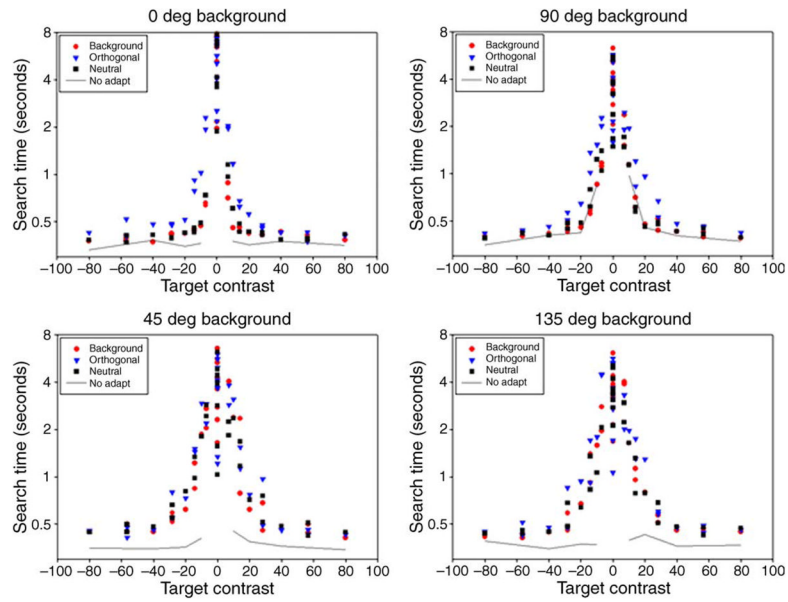 0 deg background
8
4
2
1
0.5
Search time (seconds)
Background
Orthogonal
Neutral
No adapt
−100 −80 −60 −40 −20 0 20 40 60 80 100
Target contrast
90 deg background
8
4
2
1
0.5
Search time (seconds)
Background
Orthogonal
Neutral
No adapt
−100 −80 −60 −40 −20 0 20 40 60 80 100
Target contrast
45 deg background
8
4
2
1
0.5
Search time (seconds)
Background
Orthogonal
Neutral
No adapt
−100 −80 −60 −40 −20 0 20 40 60 80 100
Target contrast
135 deg background
8
4
2
1
0.5
Search time (seconds)
Background
Orthogonal
Neutral
No adapt
−100 −80 −60 −40 −20 0 20 40 60 80 100
Target contrast